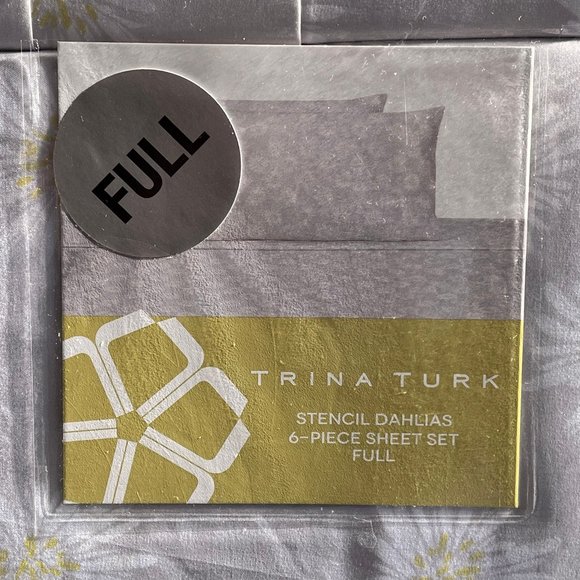 FULL
TRINA TURK
STENCIL DAHLIAS
6-PIECE SHEET SET
FULL